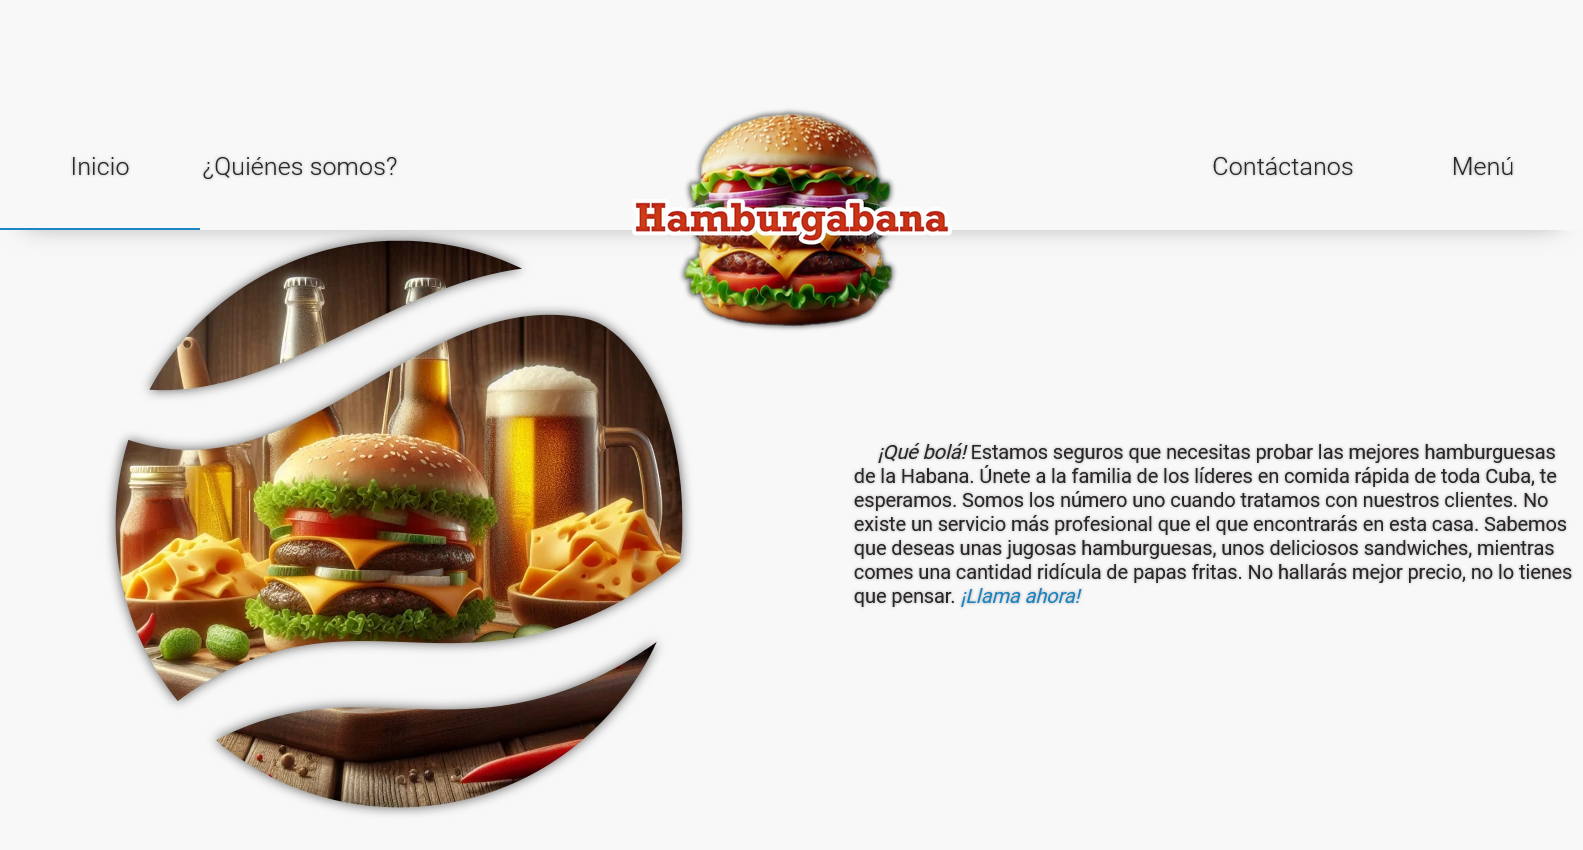 Inicio
¿Quiénes somos?
Hamburgabana
Contáctanos
Menú
¡Qué bolá! Estamos seguros que necesitas probar las mejores hamburguesas
de la Habana. Únete a la familia de los líderes en comida rápida de toda Cuba, te
esperamos. Somos los número uno cuando tratamos con nuestros clientes. No
existe un servicio más profesional que el que encontrarás en esta casa. Sabemos
que deseas unas jugosas hamburguesas, unos deliciosos sandwiches, mientras
comes una cantidad ridícula de papas fritas. No hallarás mejor precio, no lo tienes
que pensar. ¡Llama ahora!